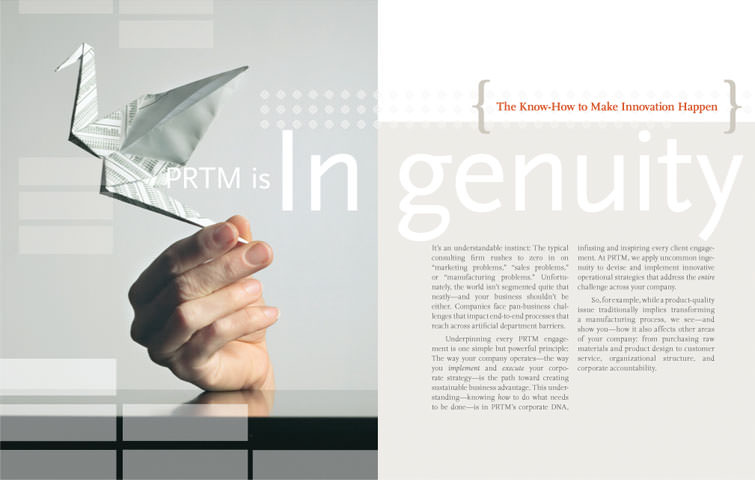 PRTM is Ingenuity
{ The Know-How to Make Innovation Happen }
It's an understandable instinct: The typical
consulting firm rushes to zero in on
“marketing problems,” “sales problems,”
or “manufacturing problems.” Unfortu-
nately, the world isn't segmented quite that
neatly—and your business shouldn't be
either. Companies face pan-business chal-
lenges that impact end-to-end processes that
reach across artificial department barriers.
Underpinning every PRTM engage-
ment is one simple but powerful principle:
The way your company operates—the way
you implement and execute your corpo-
rate strategy—is the path toward creating
sustainable business advantage. This under-
standing—knowing how to do what needs
to be done—is in PRTM's corporate DNA,
infusing and inspiring every client engage-
ment. At PRTM, we apply uncommon inge-
nuity to devise and implement innovative
operational strategies that address the entire
challenge across your company.
So, for example, while a product-quality
issue traditionally implies transforming
a manufacturing process, we see—and
show you—how it also affects other areas
of your company: from purchasing raw
materials and product design to customer
service, organizational structure, and
corporate accountability.